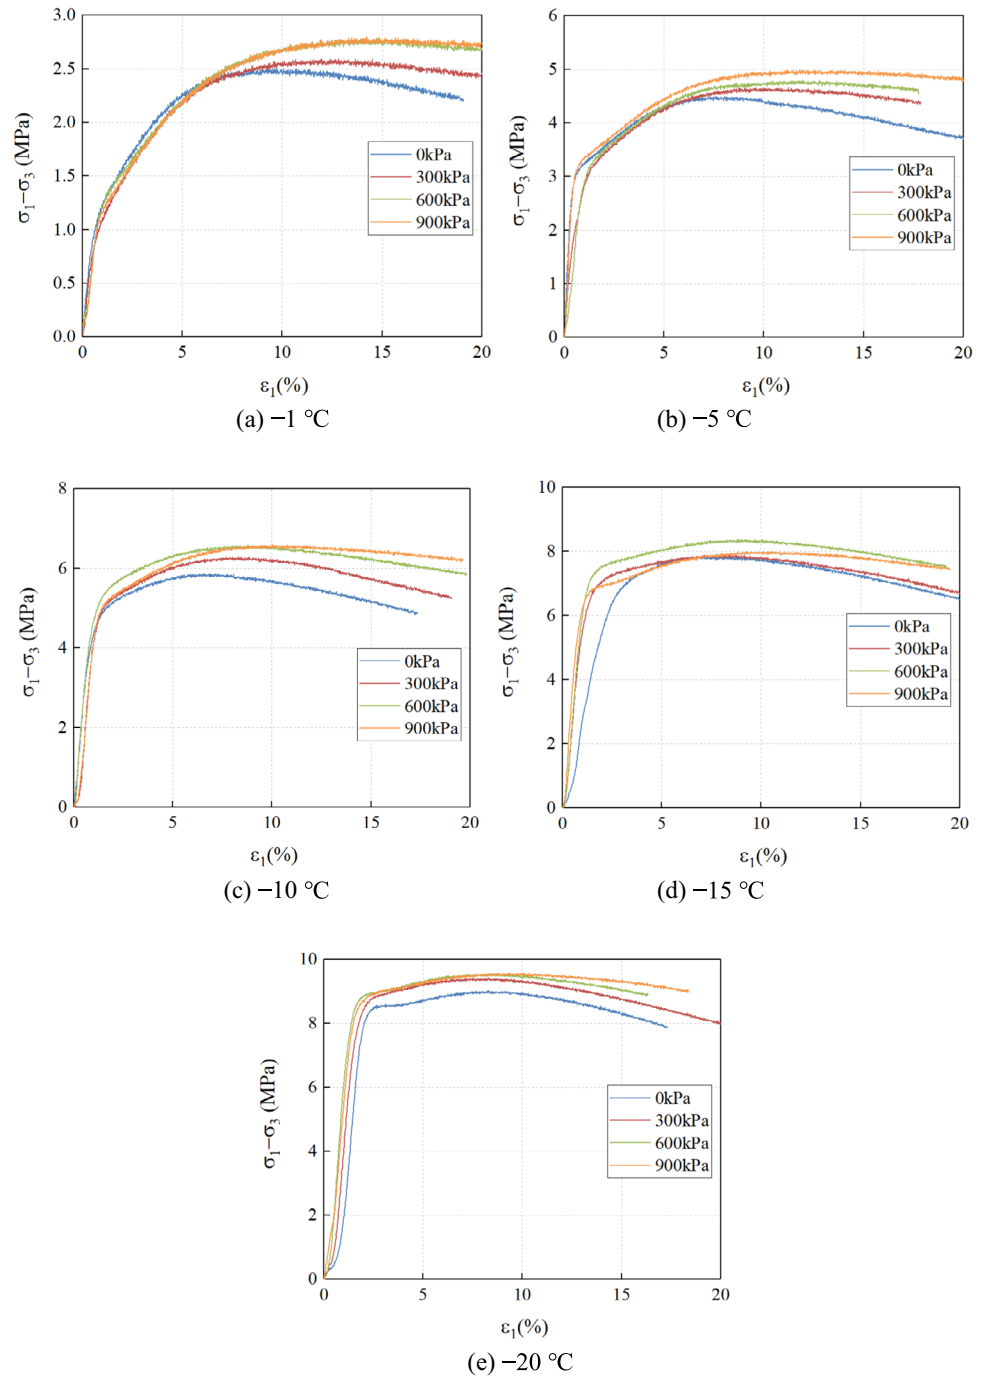 3.0
2.5
2.0
1.5
1.0
0.5
0.0
σ₁−σ₃ (MPa)
0kPa
300kPa
600kPa
900kPa
0 5 10 15 20
ε₁(%)
(a) −1 ℃
6
5
4
3
2
1
0
σ₁−σ₃ (MPa)
0kPa
300kPa
600kPa
900kPa
0 5 10 15 20
ε₁(%)
(b) −5 ℃
8
6
4
2
0
σ₁−σ₃ (MPa)
0kPa
300kPa
600kPa
900kPa
0 5 10 15 20
ε₁(%)
(c) −10 ℃
10
8
6
4
2
0
σ₁−σ₃ (MPa)
0kPa
300kPa
600kPa
900kPa
0 5 10 15 20
ε₁(%)
(d) −15 ℃
10
8
6
4
2
0
σ₁−σ₃ (MPa)
0kPa
300kPa
600kPa
900kPa
0 5 10 15 20
ε₁(%)
(e) −20 ℃